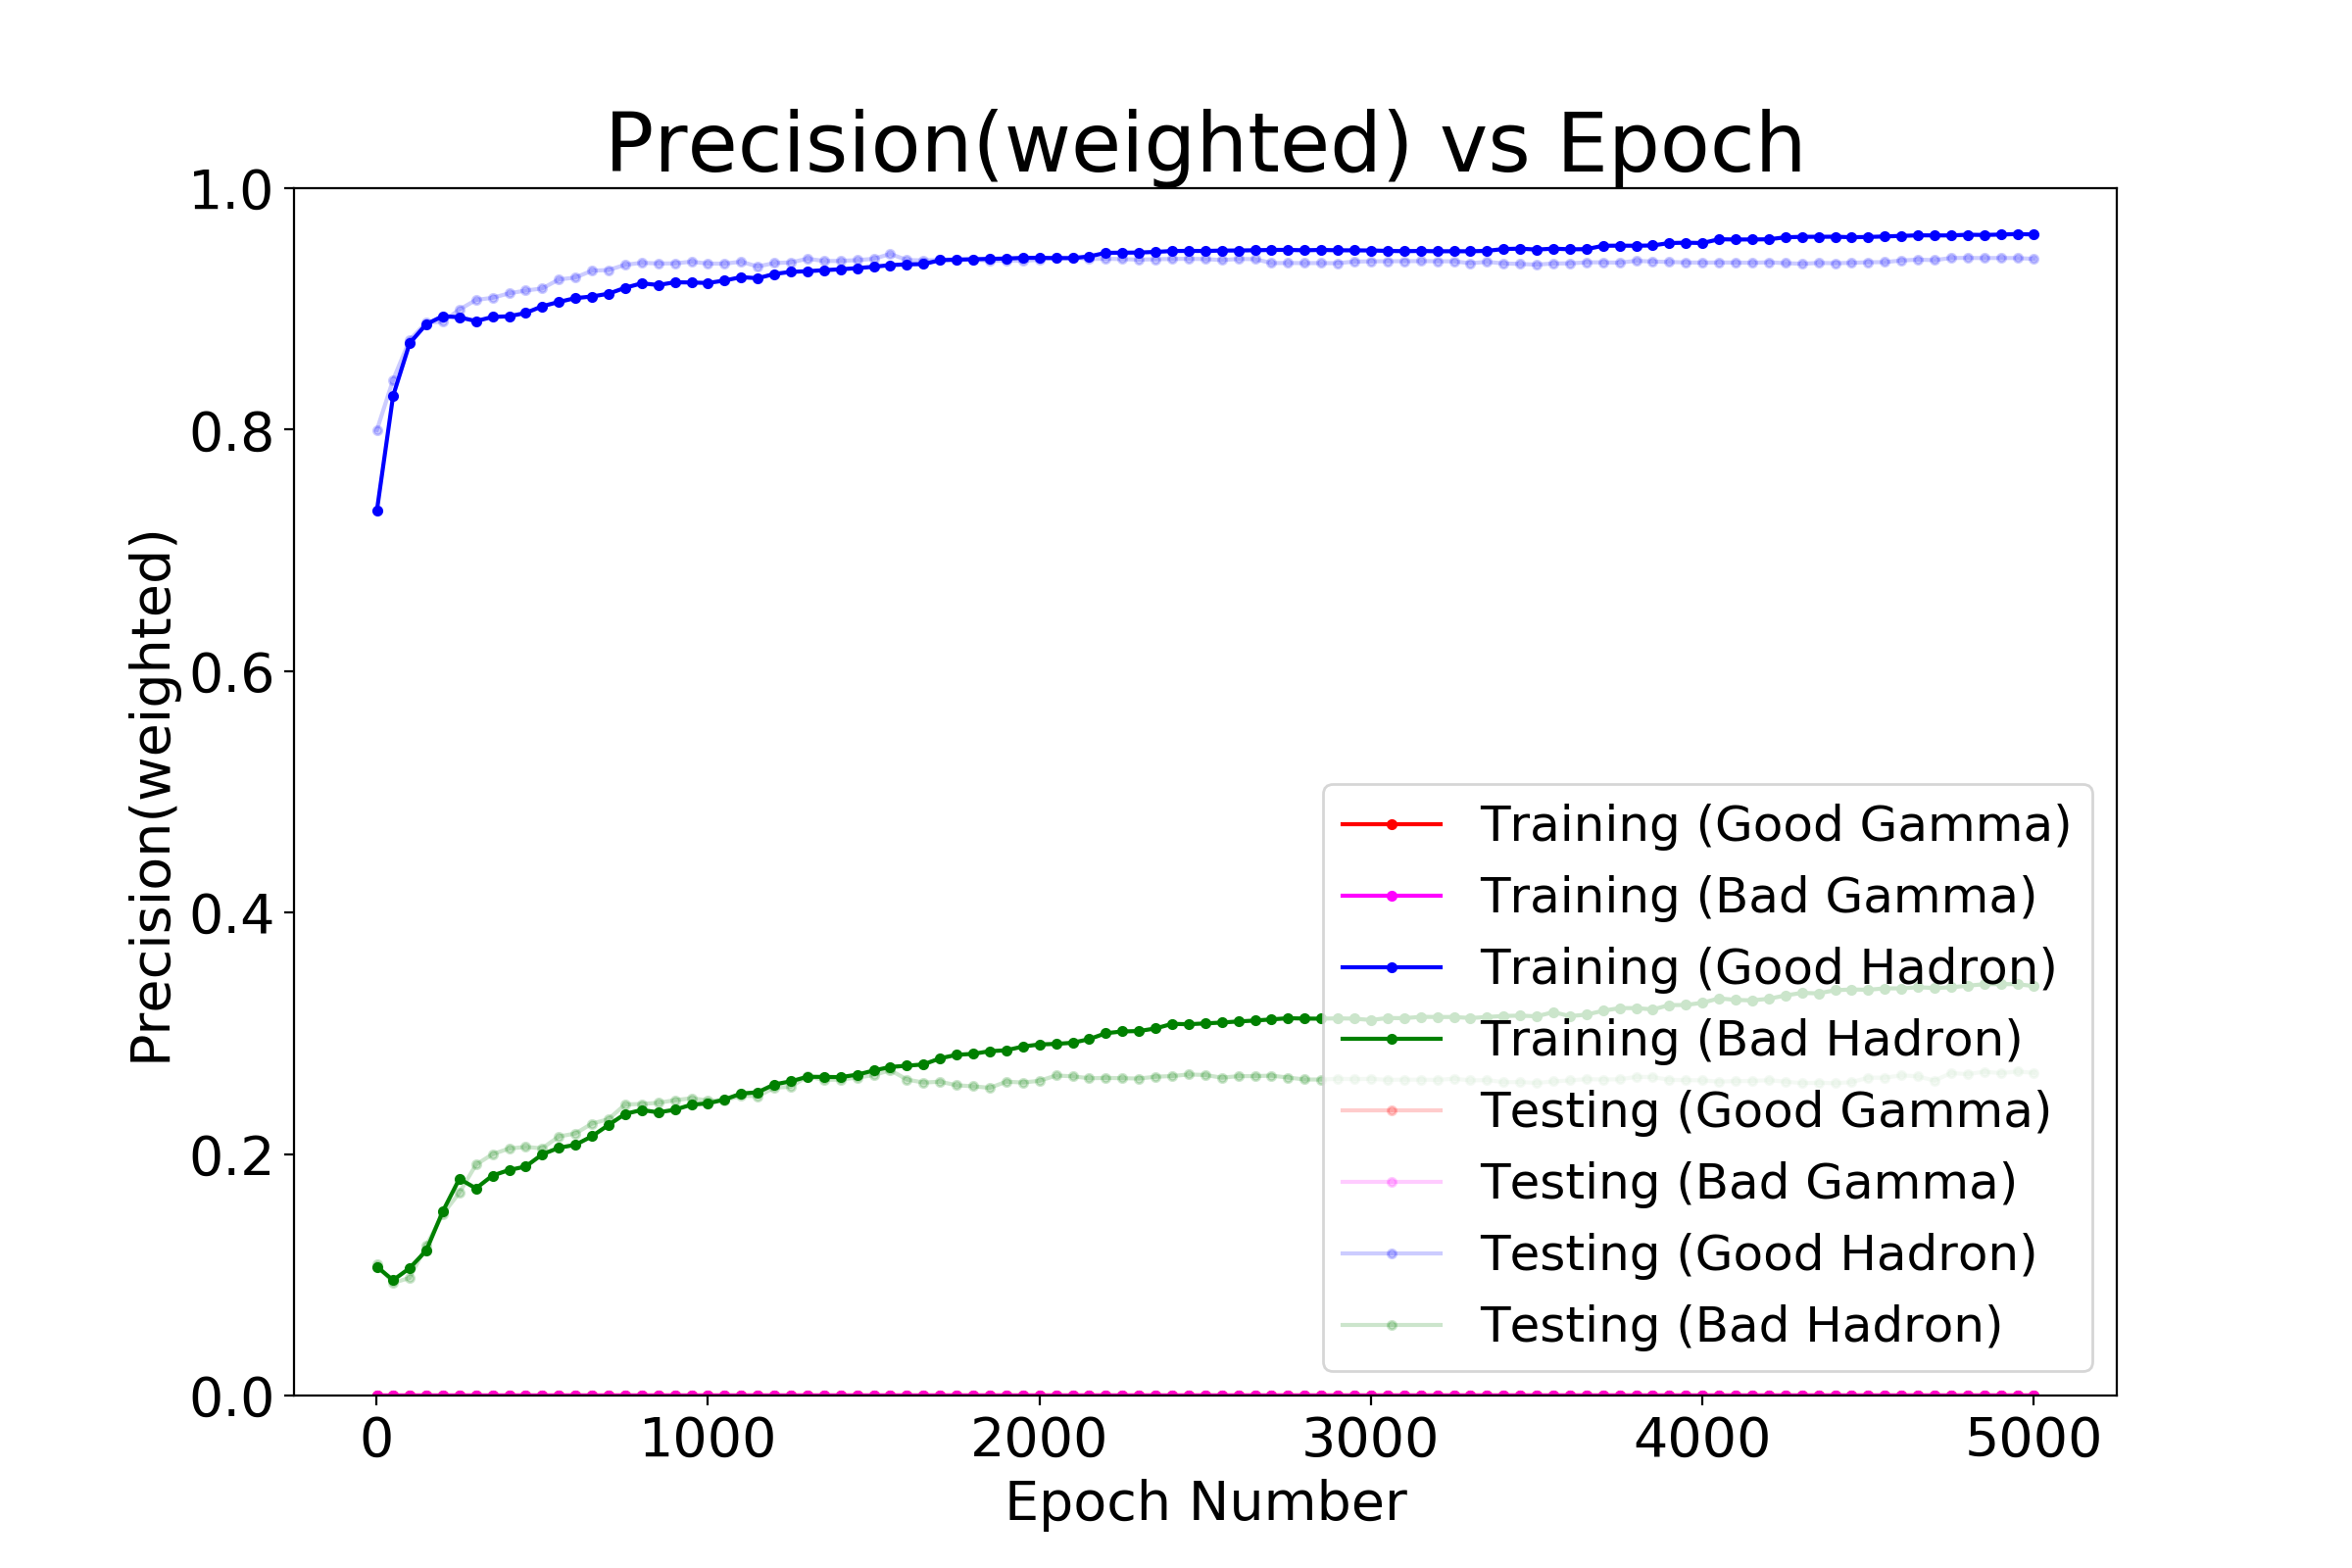 Precision(weighted) vs Epoch
1.0
0.8
0.6
0.4
0.2
0.0
Precision(weighted)
0 1000 2000 3000 4000 5000
Epoch Number
Training (Good Gamma)
Training (Bad Gamma)
Training (Good Hadron)
Training (Bad Hadron)
Testing (Good Gamma)
Testing (Bad Gamma)
Testing (Good Hadron)
Testing (Bad Hadron)